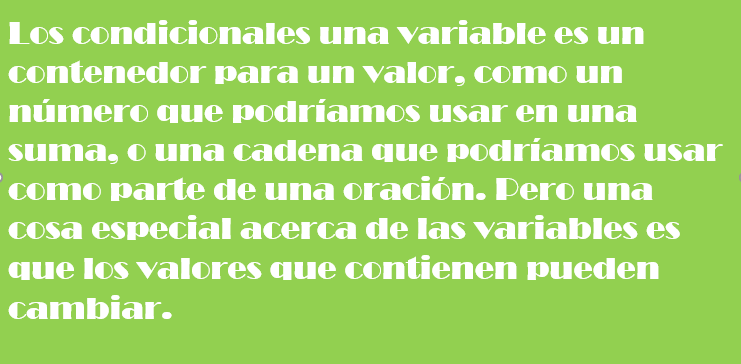 Los condicionales una variable es un
contenedor para un valor, como un
número que podríamos usar en una
suma, o una cadena que podríamos usar
como parte de una oración. Pero una
cosa especial acerca de las variables es
que los valores que contienen pueden
cambiar.